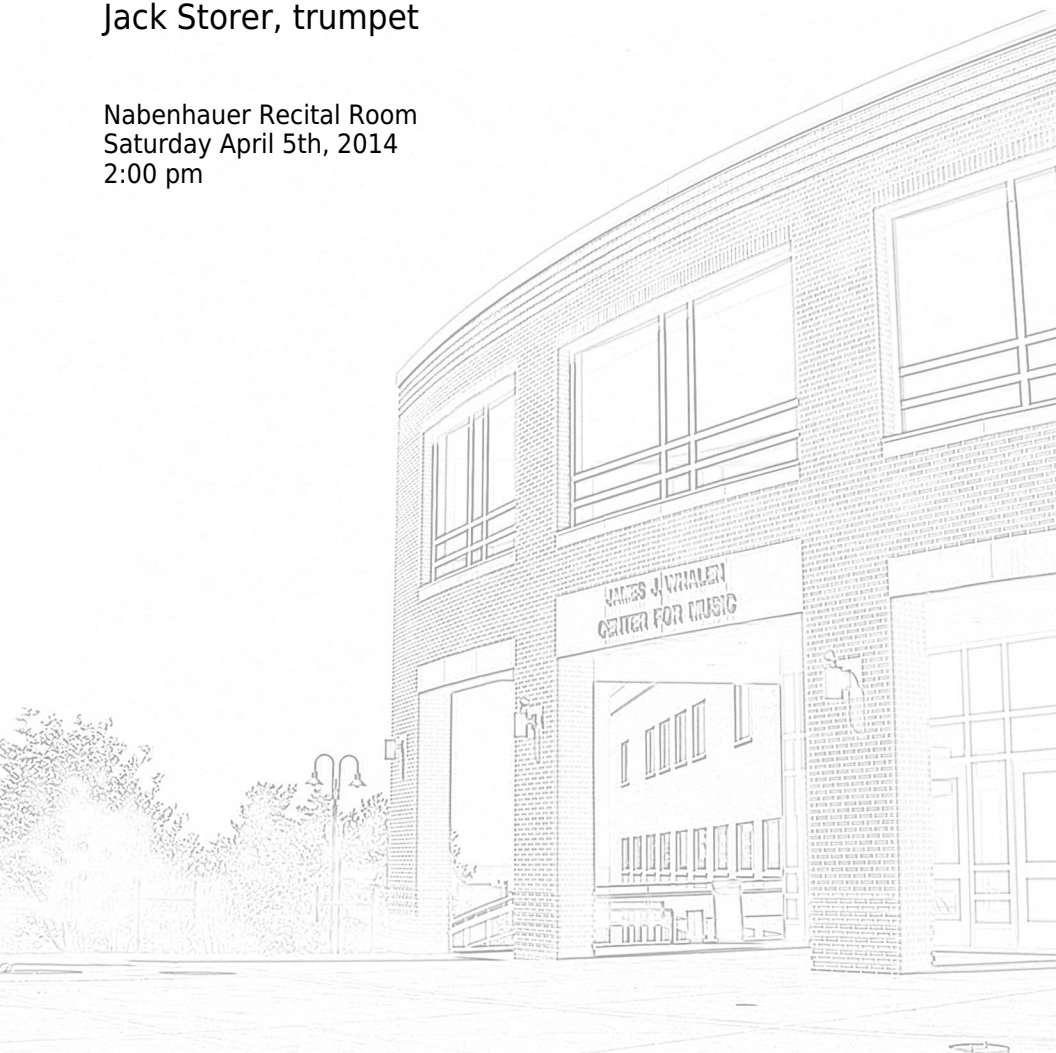 Jack Storer, trumpet
Nabenhauer Recital Room
Saturday April 5th, 2014
2:00 pm
JAMES J. WHALEN
CENTER FOR MUSIC